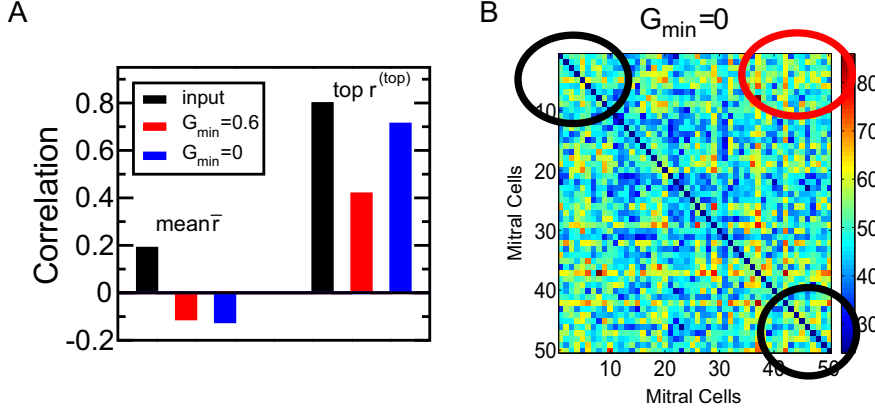 A
Correlation
0.8
0.6
0.4
0.2
0
-0.2
input
G_min=0.6
G_min=0
mean r̄
top r^(top)
B
G_min=0
Mitral Cells
10
20
30
40
50
10
20
30
40
50
Mitral Cells
80
70
60
50
40
30